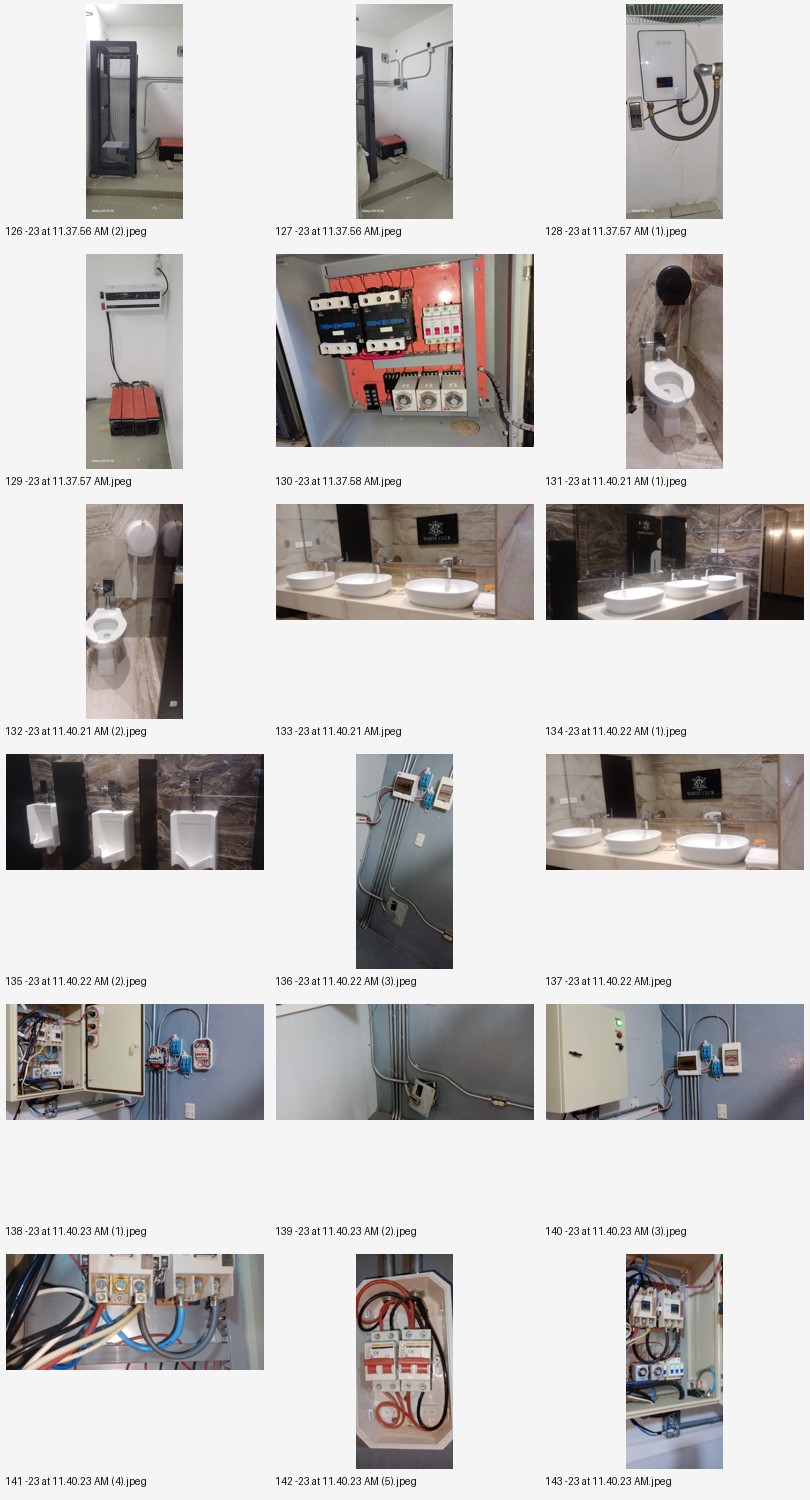 126 -23 at 11.37.56 AM (2).jpeg
127 -23 at 11.37.56 AM.jpeg
128 -23 at 11.37.57 AM (1).jpeg
129 -23 at 11.37.57 AM.jpeg
130 -23 at 11.37.58 AM.jpeg
131 -23 at 11.40.21 AM (1).jpeg
WHITE CLUB
132 -23 at 11.40.21 AM (2).jpeg
133 -23 at 11.40.21 AM.jpeg
134 -23 at 11.40.22 AM (1).jpeg
WHITE CLUB
135 -23 at 11.40.22 AM (2).jpeg
136 -23 at 11.40.22 AM (3).jpeg
137 -23 at 11.40.22 AM.jpeg
138 -23 at 11.40.23 AM (1).jpeg
139 -23 at 11.40.23 AM (2).jpeg
140 -23 at 11.40.23 AM (3).jpeg
141 -23 at 11.40.23 AM (4).jpeg
142 -23 at 11.40.23 AM (5).jpeg
143 -23 at 11.40.23 AM.jpeg